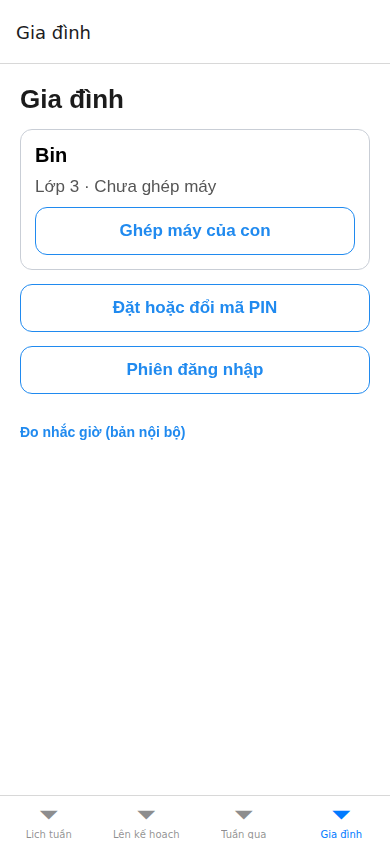 Gia đình
Gia đình
Bin
Lớp 3 · Chưa ghép máy
Ghép máy của con
Đặt hoặc đổi mã PIN
Phiên đăng nhập
Đo nhắc giờ (bản nội bộ)
Lịch tuần
Lên kế hoạch
Tuần qua
Gia đình